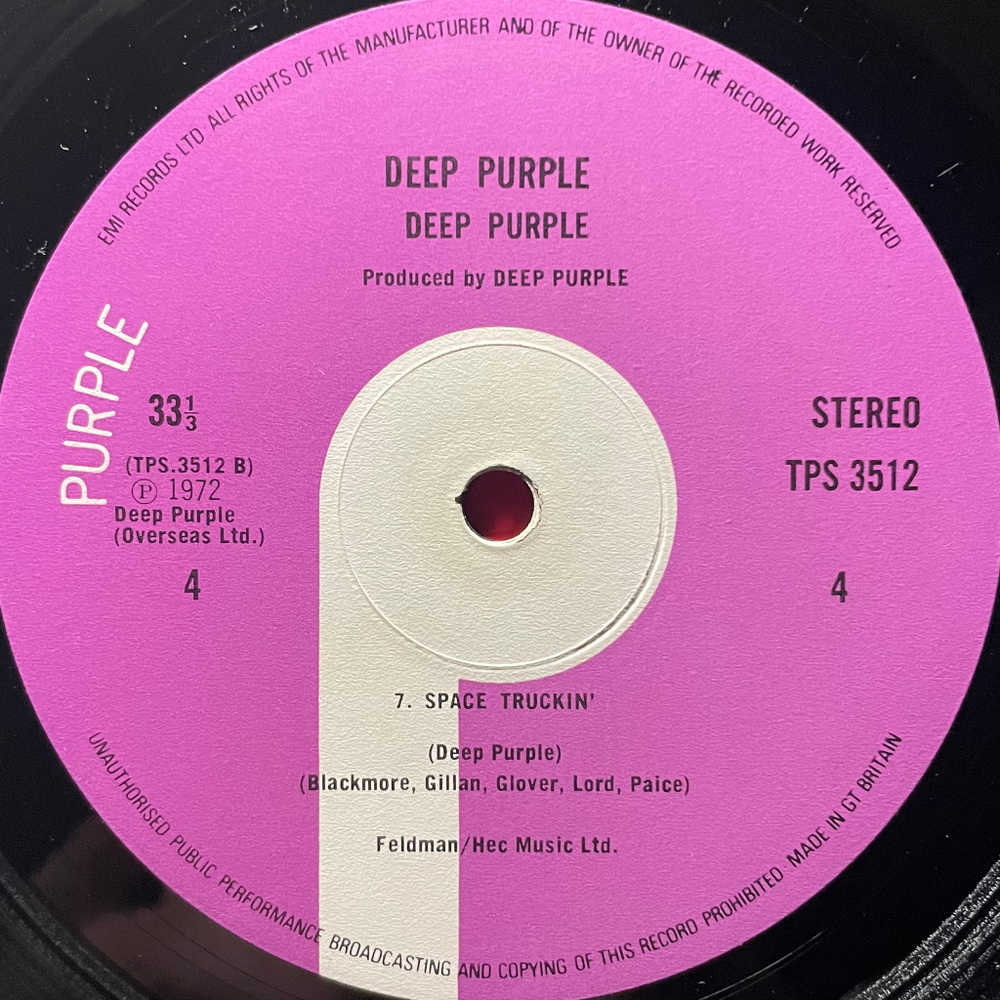 EMI RECORDS LTD ALL RIGHTS OF THE MANUFACTURER AND OF THE OWNER OF THE RECORDED WORK RESERVED
DEEP PURPLE
DEEP PURPLE
Produced by DEEP PURPLE
PURPLE
33⅓
(TPS.3512 B)
Ⓟ 1972
Deep Purple
(Overseas Ltd.)
4
STEREO
TPS 3512
4
7. SPACE TRUCKIN'
(Deep Purple)
(Blackmore, Gillan, Glover, Lord, Paice)
Feldman/Hec Music Ltd.
UNAUTHORISED PUBLIC PERFORMANCE BROADCASTING AND COPYING OF THIS RECORD PROHIBITED MADE IN GT BRITAIN